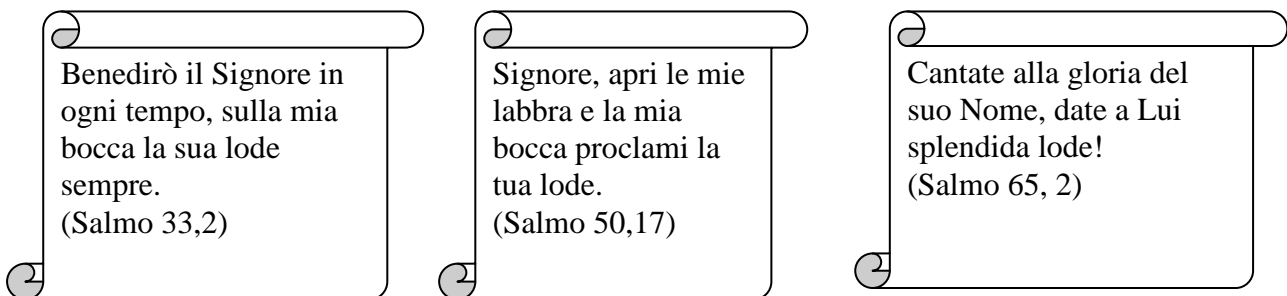 Benedirò il Signore in
ogni tempo, sulla mia
bocca la sua lode
sempre.
(Salmo 33,2)
Signore, apri le mie
labbra e la mia
bocca proclami la
tua lode.
(Salmo 50,17)
Cantate alla gloria del
suo Nome, date a Lui
splendida lode!
(Salmo 65, 2)